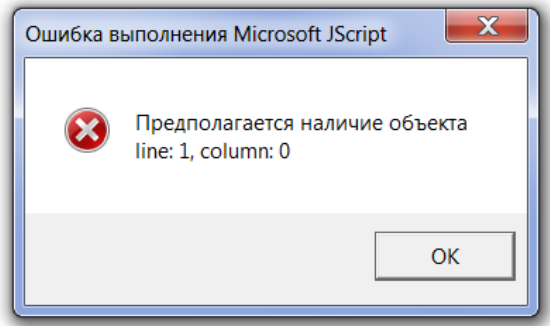 Ошибка выполнения Microsoft JScript
Предполагается наличие объекта
line: 1, column: 0
OK